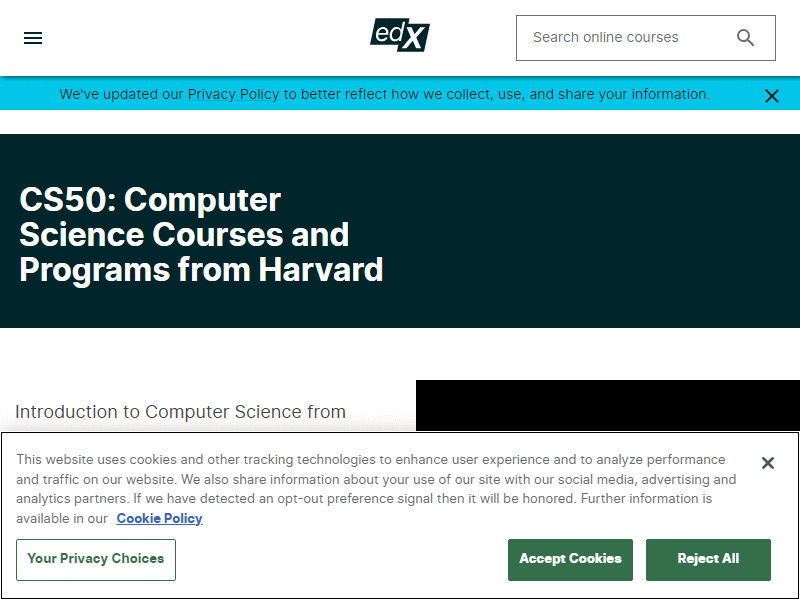 edX
Search online courses
We've updated our Privacy Policy to better reflect how we collect, use, and share your information.
CS50: Computer
Science Courses and
Programs from Harvard
Introduction to Computer Science from
This website uses cookies and other tracking technologies to enhance user experience and to analyze performance
and traffic on our website. We also share information about your use of our site with our social media, advertising and
analytics partners. If we have detected an opt-out preference signal then it will be honored. Further information is
available in our Cookie Policy
Your Privacy Choices
Accept Cookies
Reject All